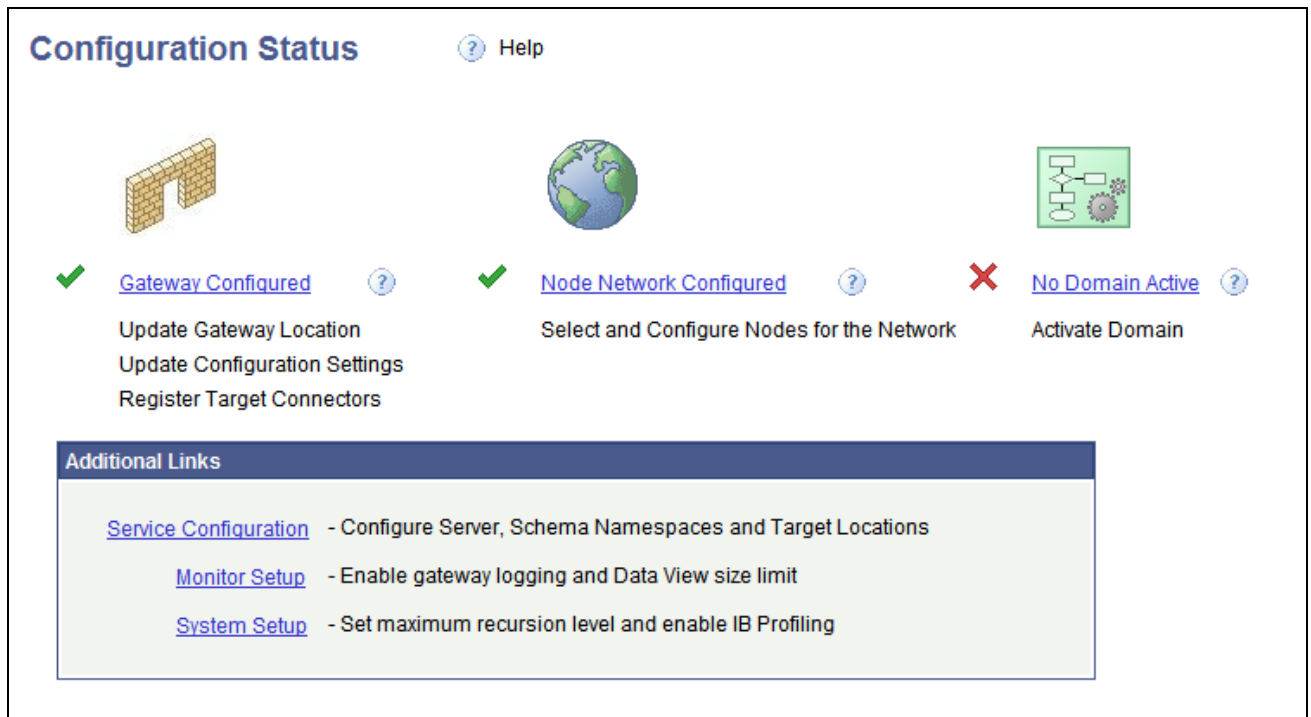 Configuration Status
? Help
Gateway Configured ?
Node Network Configured ?
No Domain Active ?
Update Gateway Location
Update Configuration Settings
Register Target Connectors
Select and Configure Nodes for the Network
Activate Domain
Additional Links
Service Configuration - Configure Server, Schema Namespaces and Target Locations
Monitor Setup - Enable gateway logging and Data View size limit
System Setup - Set maximum recursion level and enable IB Profiling